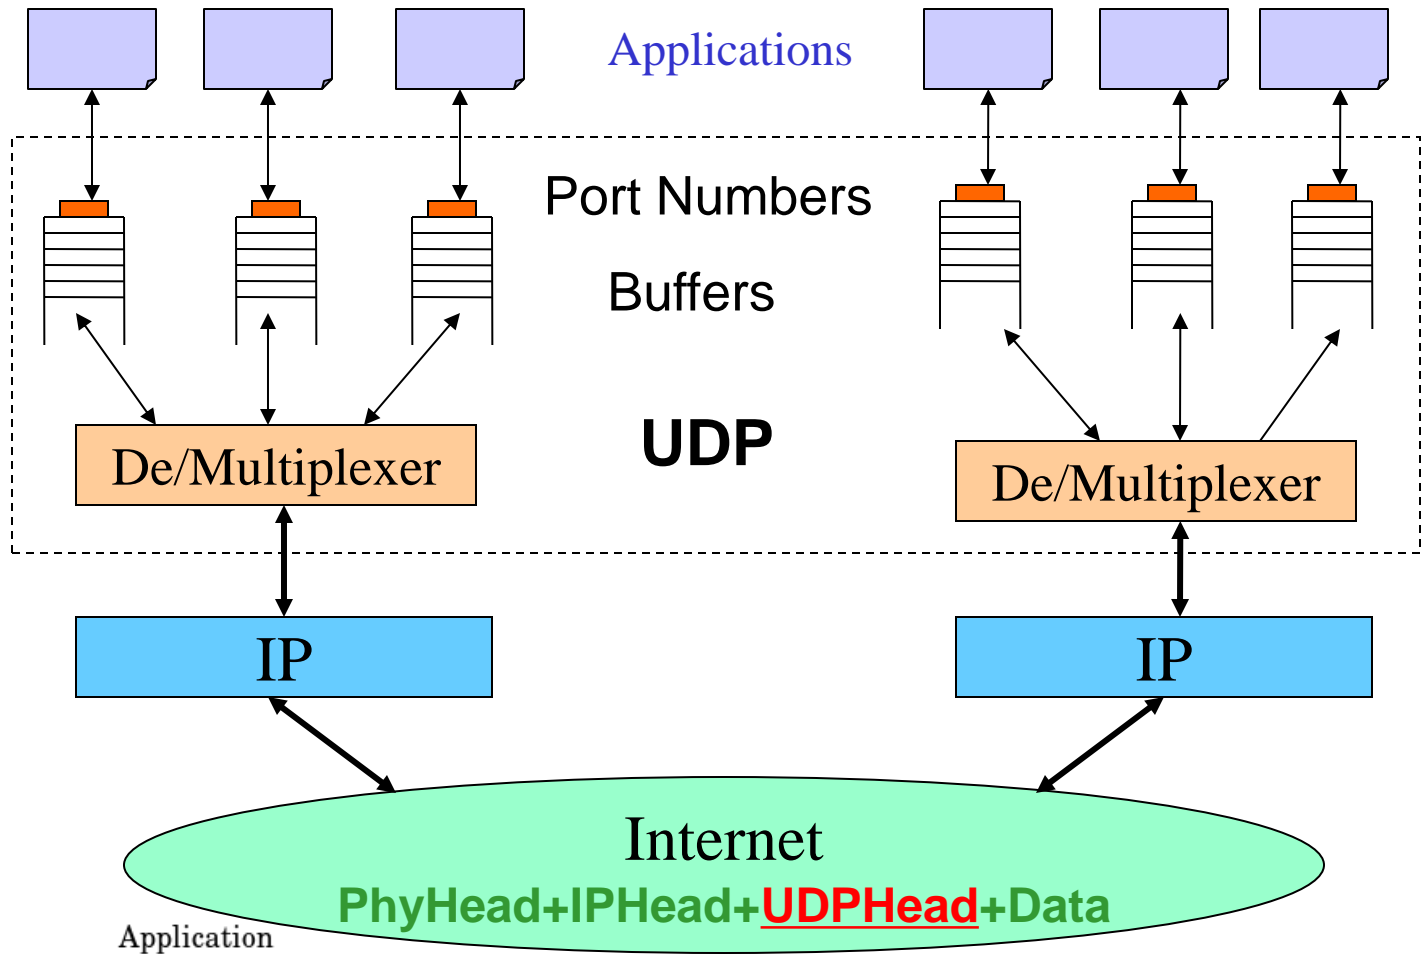 Applications
Port Numbers
Buffers
UDP
De/Multiplexer
De/Multiplexer
IP
IP
Internet
PhyHead+IPHead+UDPHead+Data
Application